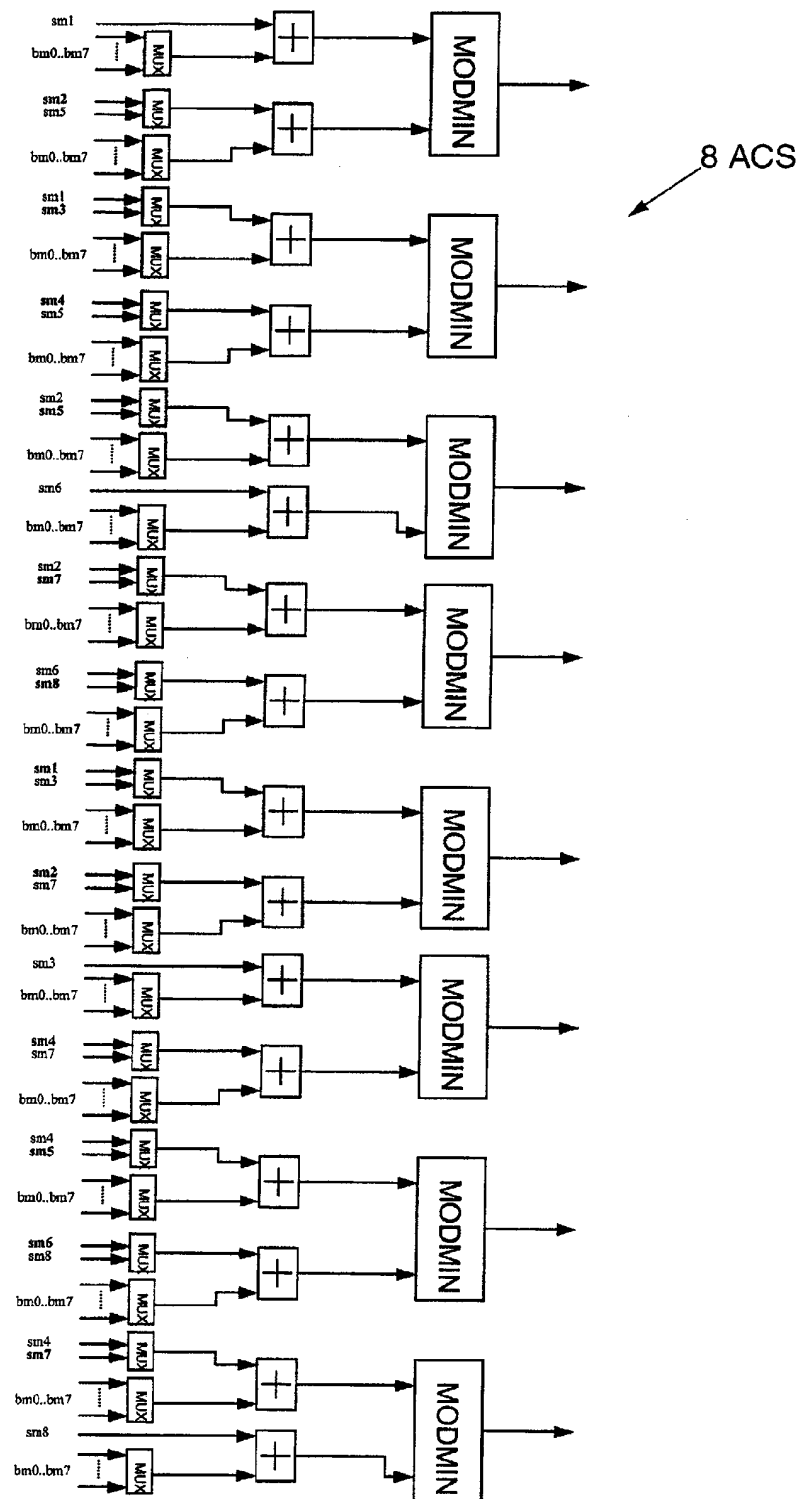 sm1
bm0..bm7
MUX
+
MODMIN
sm2
sm5
MUX
bm0..bm7
MUX
+
8 ACS
sm1
sm3
MUX
bm0..bm7
MUX
+
MODMIN
sm4
sm5
MUX
bm0..bm7
MUX
+
sm2
sm5
MUX
bm0..bm7
MUX
+
MODMIN
sm6
bm0..bm7
MUX
+
sm2
sm7
MUX
bm0..bm7
MUX
+
MODMIN
sm6
sm8
MUX
bm0..bm7
MUX
+
sm1
sm3
MUX
bm0..bm7
MUX
+
MODMIN
sm2
sm7
MUX
bm0..bm7
MUX
+
sm3
bm0..bm7
MUX
+
MODMIN
sm4
sm7
MUX
bm0..bm7
MUX
+
sm4
sm5
MUX
bm0..bm7
MUX
+
MODMIN
sm6
sm8
MUX
bm0..bm7
MUX
+
sm4
sm7
MUX
bm0..bm7
MUX
+
MODMIN
sm8
bm0..bm7
MUX
+